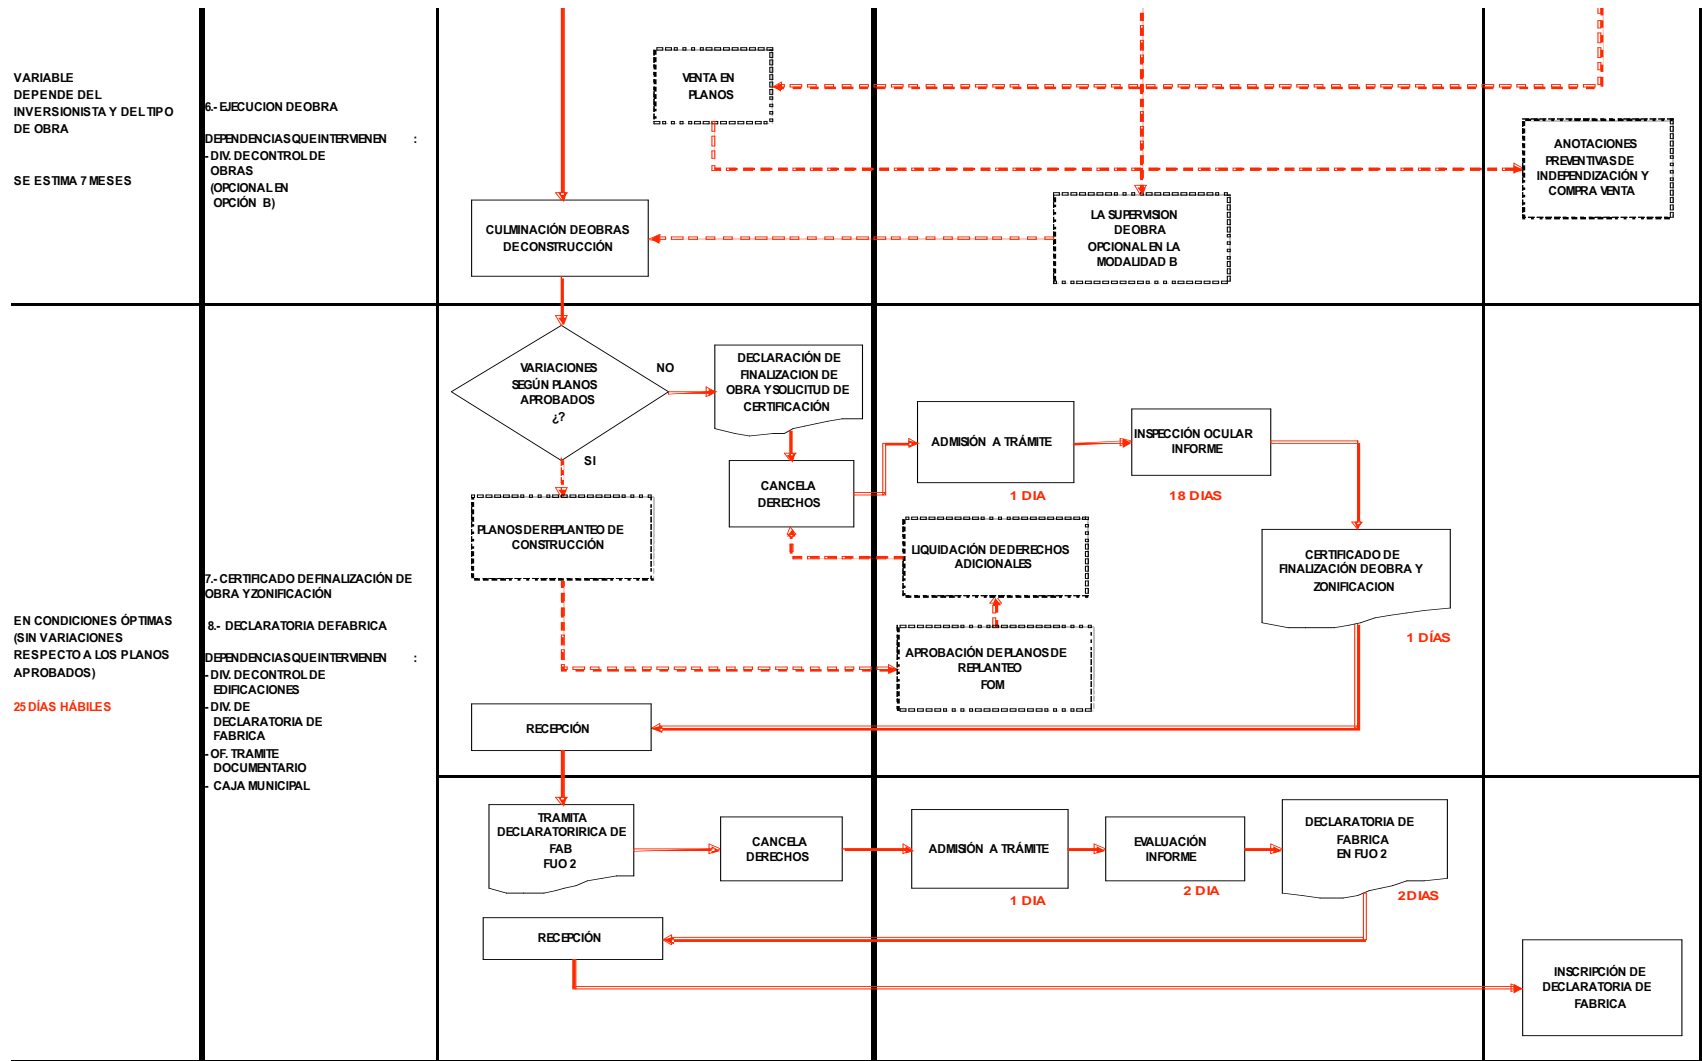 VARIABLE
DEPENDE DEL
INVERSIONISTA Y DEL TIPO
DE OBRA
SE ESTIMA 7 MESES
6.- EJECUCION DE OBRA
DEPENDENCIAS QUE INTERVIENEN :
- DIV. DE CONTROL DE
OBRAS
(OPCIONAL EN
OPCIÓN B)
VENTA EN
PLANOS
ANOTACIONES
PREVENTIVAS DE
INDEPENDIZACIÓN Y
COMPRA VENTA
CULMINACIÓN DE OBRAS
DE CONSTRUCCIÓN
LA SUPERVISION
DE OBRA
OPCIONAL EN LA
MODALIDAD B
EN CONDICIONES ÓPTIMAS
(SIN VARIACIONES
RESPECTO A LOS PLANOS
APROBADOS)
25 DÍAS HÁBILES
7.- CERTIFICADO DE FINALIZACIÓN DE
OBRA Y ZONIFICACIÓN
8.- DECLARATORIA DE FABRICA
DEPENDENCIAS QUE INTERVIENEN :
- DIV. DE CONTROL DE
EDIFICACIONES
- DIV. DE
DECLARATORIA DE
FABRICA
- OF. TRAMITE
DOCUMENTARIO
- CAJA MUNICIPAL
VARIACIONES
SEGÚN PLANOS
APROBADOS
¿?
NO
SI
DECLARACIÓN DE
FINALIZACION DE
OBRA Y SOLICITUD DE
CERTIFICACIÓN
CANCELA
DERECHOS
ADMISIÓN A TRÁMITE
1 DIA
INSPECCIÓN OCULAR
INFORME
18 DIAS
PLANOS DE REPLANTEO DE
CONSTRUCCIÓN
LIQUIDACIÓN DE DERECHOS
ADICIONALES
CERTIFICADO DE
FINALIZACIÓN DE OBRA Y
ZONIFICACION
1 DÍAS
APROBACIÓN DE PLANOS DE
REPLANTEO
FOM
RECEPCIÓN
TRAMITA
DECLARATORIRICA DE
FAB
FUO 2
CANCELA
DERECHOS
ADMISIÓN A TRÁMITE
1 DIA
EVALUACIÓN
INFORME
2 DIA
DECLARATORIA DE
FABRICA
EN FUO 2
2 DIAS
RECEPCIÓN
INSCRIPCIÓN DE
DECLARATORIA DE
FABRICA